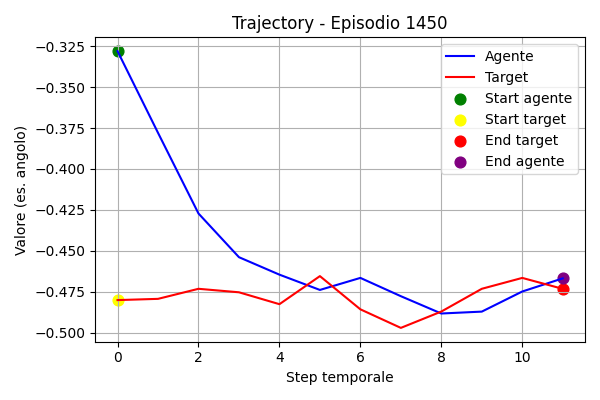 Trajectory - Episodio 1450
Valore (es. angolo)
−0.325
−0.350
−0.375
−0.400
−0.425
−0.450
−0.475
−0.500
Agente
Target
Start agente
Start target
End target
End agente
0 2 4 6 8 10
Step temporale